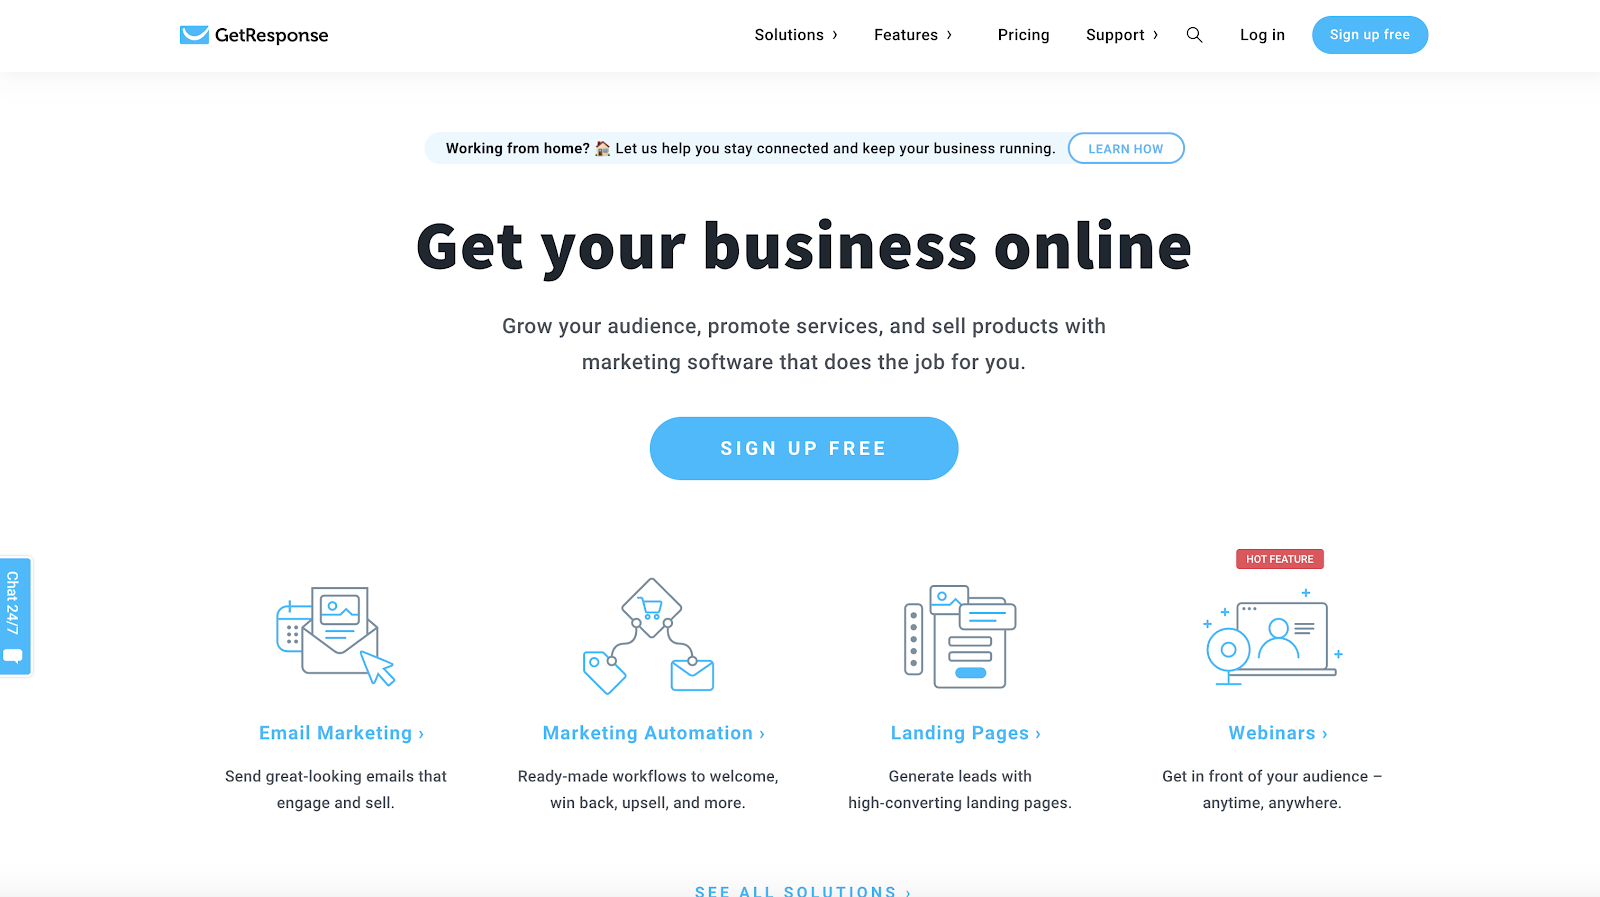 GetResponse
Solutions ›
Features ›
Pricing
Support ›
Log in
Sign up free
Working from home? 🏠 Let us help you stay connected and keep your business running.
LEARN HOW
Get your business online
Grow your audience, promote services, and sell products with
marketing software that does the job for you.
SIGN UP FREE
Chat 24/7
HOT FEATURE
Email Marketing ›
Send great-looking emails that
engage and sell.
Marketing Automation ›
Ready-made workflows to welcome,
win back, upsell, and more.
Landing Pages ›
Generate leads with
high-converting landing pages.
Webinars ›
Get in front of your audience –
anytime, anywhere.
SEE ALL SOLUTIONS ›